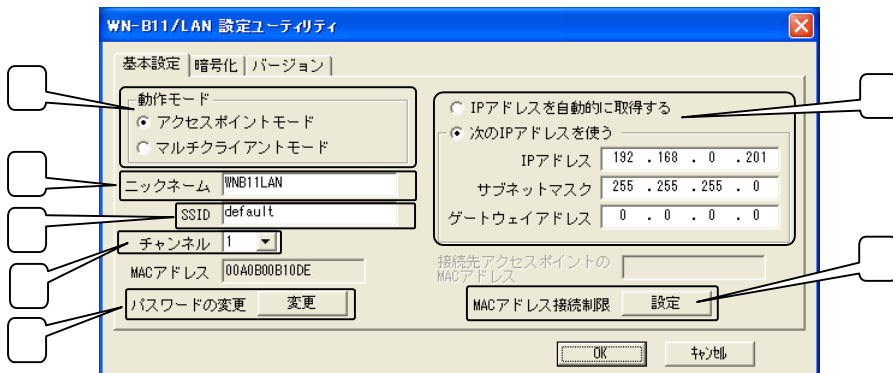 WN-B11/LAN 設定ユーティリティ
基本設定 暗号化 バージョン
動作モード
アクセスポイントモード
マルチクライアントモード
ニックネーム WNB11LAN
SSID default
チャンネル 1
MACアドレス 00A0B00B10DE
パスワードの変更 変更
IPアドレスを自動的に取得する
次のIPアドレスを使う
IPアドレス 192 .168 .0 .201
サブネットマスク 255 .255 .255 .0
ゲートウェイアドレス 0 .0 .0 .0
接続先アクセスポイントの
MACアドレス
MACアドレス接続制限 設定
OK ｷｬﾝｾﾙ